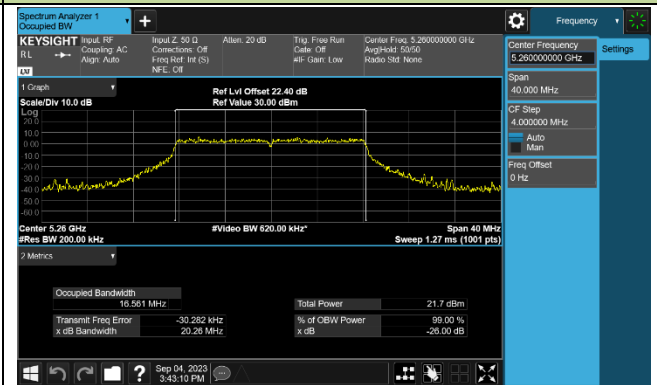 Spectrum Analyzer 1
Occupied BW
+
Frequency
KEYSIGHT
RL
LXI
Input: RF
Coupling: AC
Align: Auto
Input Z: 50 Ω
Corrections: Off
Freq Ref: Int (S)
NFE: Off
Atten: 20 dB
Trig: Free Run
Gate: Off
#IF Gain: Low
Center Freq: 5.260000000 GHz
Avg|Hold: 50/50
Radio Std: None
Center Frequency
5.260000000 GHz
Settings
Span
40.000 MHz
CF Step
4.000000 MHz
Auto
Man
Freq Offset
0 Hz
1 Graph
Scale/Div 10.0 dB
Ref Lvl Offset 22.40 dB
Ref Value 30.00 dBm
Log
20.0
10.0
0.00
-10.0
-20.0
-30.0
-40.0
-50.0
-60.0
Center 5.26 GHz
#Res BW 200.00 kHz
#Video BW 620.00 kHz*
Span 40 MHz
Sweep 1.27 ms (1001 pts)
2 Metrics
Occupied Bandwidth
16.561 MHz
Total Power 21.7 dBm
Transmit Freq Error -30.282 kHz
% of OBW Power 99.00 %
x dB Bandwidth 20.26 MHz
x dB -26.00 dB
?
Sep 04, 2023
3:43:10 PM